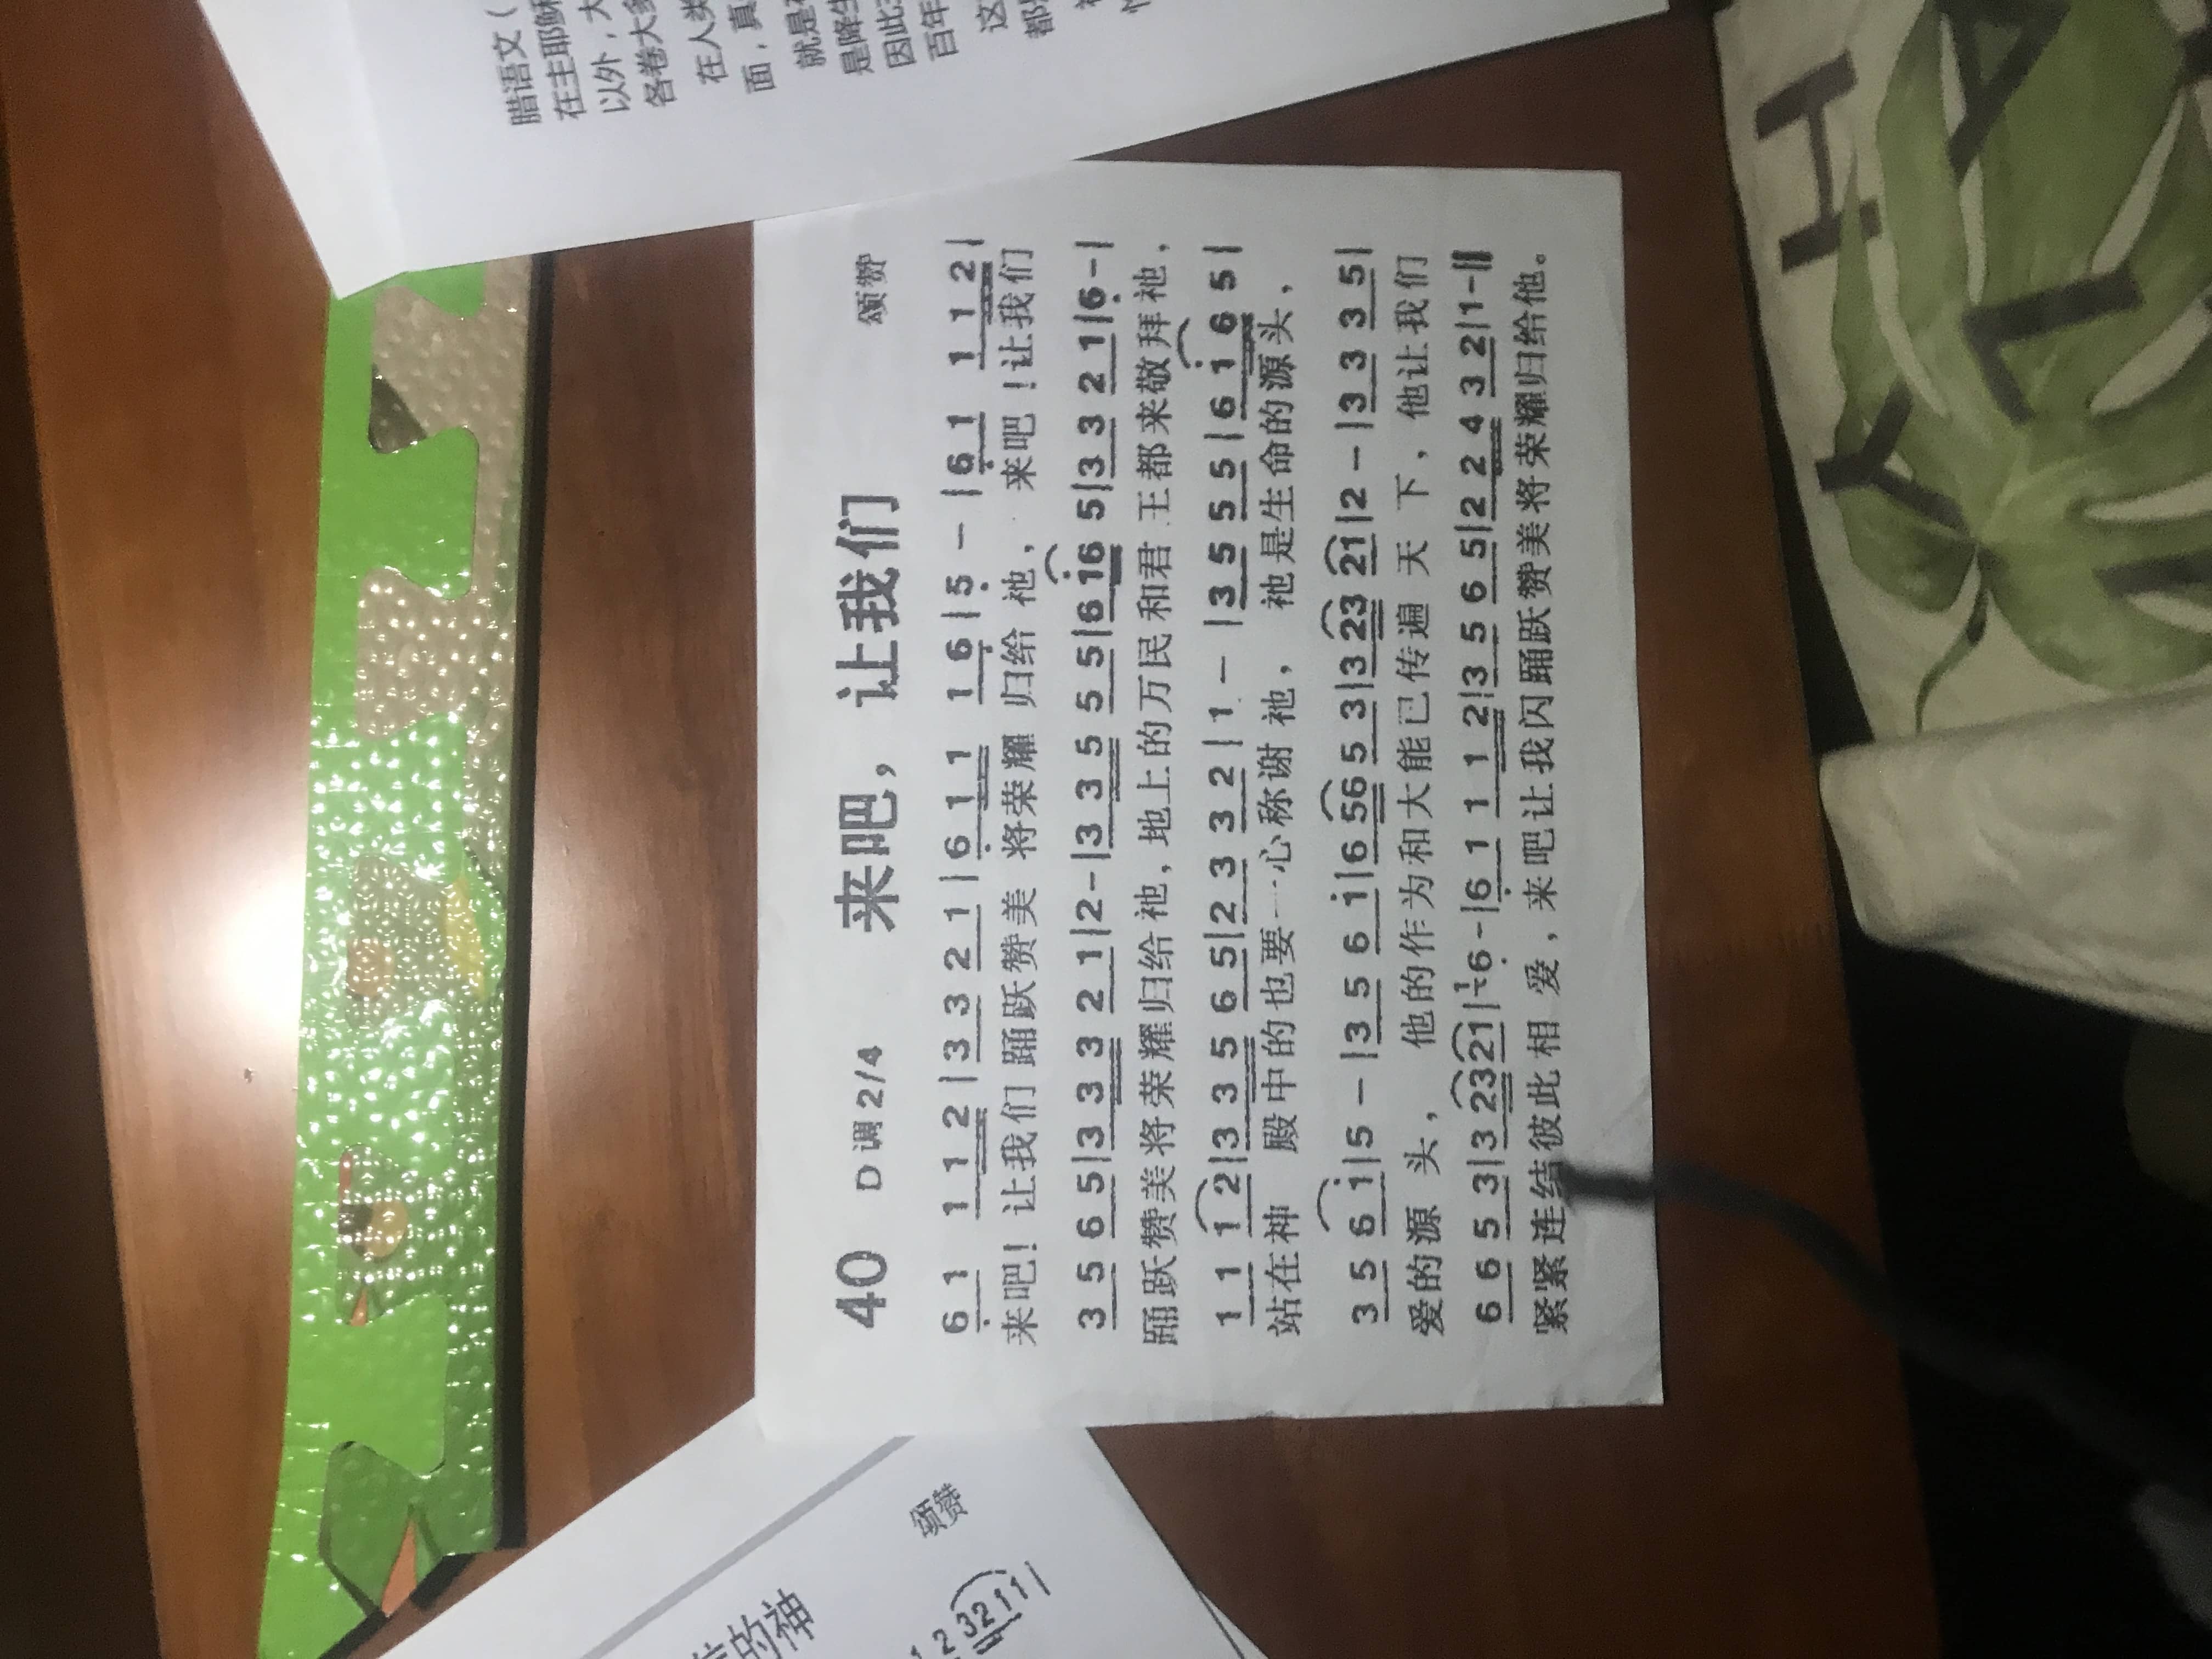 40 D调2/4 来吧，让我们 颂赞
6̣ 1 1 1 2 | 3 3 2 1 | 6̣ 1 1 1 6̣ | 5̣ － | 6̣ 1 1 1 2 |
来吧！让我们踊跃赞美 将荣耀 归给 祂， 来吧！让我们
3 5 6 5 | 3 3 3 2 1 | 2 － | 3 3 5 5 5 | 6 i 6 5 | 3 3 2 1 | 6̣ － |
踊跃赞美将荣耀归给祂，地上的万民和君王都来敬拜祂，
1 1 1 2 | 3 3 5 6 5 | 2 3 3 2 | 1 － | 3 5 5 5 | 6 i 6 5 |
站在神 殿中的也要一心称谢祂， 祂是生命的源头，
3 5 6 i | 5 － | 3 5 6 i | 6 56 5 3 | 3 23 21 | 2 － | 3 3 3 5 |
爱的源 头， 他的作为和大能已传遍 天 下，他让我们
6 6 5 3 | 3 23 21 | 1 6̣ － | 6̣ 1 1 1 2 | 3 5 6 5 | 2 2 4 3 2 | 1 － ‖
紧紧连结彼此相 爱，来吧让我闪踊跃赞美将荣耀归给他。
的神
颂赞
1 2 3211 |
腊语文（
在主耶稣
以外，大
各卷大多
在人类
面，真
就是
是降生
因此
百年
这
都
H
Y
A